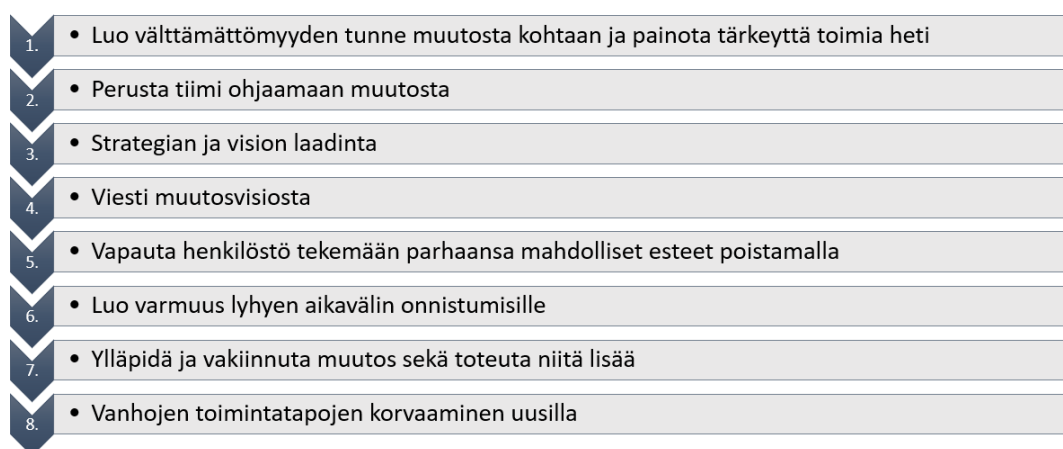 1. • Luo välttämättömyyden tunne muutosta kohtaan ja painota tärkeyttä toimia heti
2. • Perusta tiimi ohjaamaan muutosta
3. • Strategian ja vision laadinta
4. • Viesti muutosvisiosta
5. • Vapauta henkilöstö tekemään parhaansa mahdolliset esteet poistamalla
6. • Luo varmuus lyhyen aikavälin onnistumisille
7. • Ylläpidä ja vakiinnuta muutos sekä toteuta niitä lisää
8. • Vanhojen toimintatapojen korvaaminen uusilla